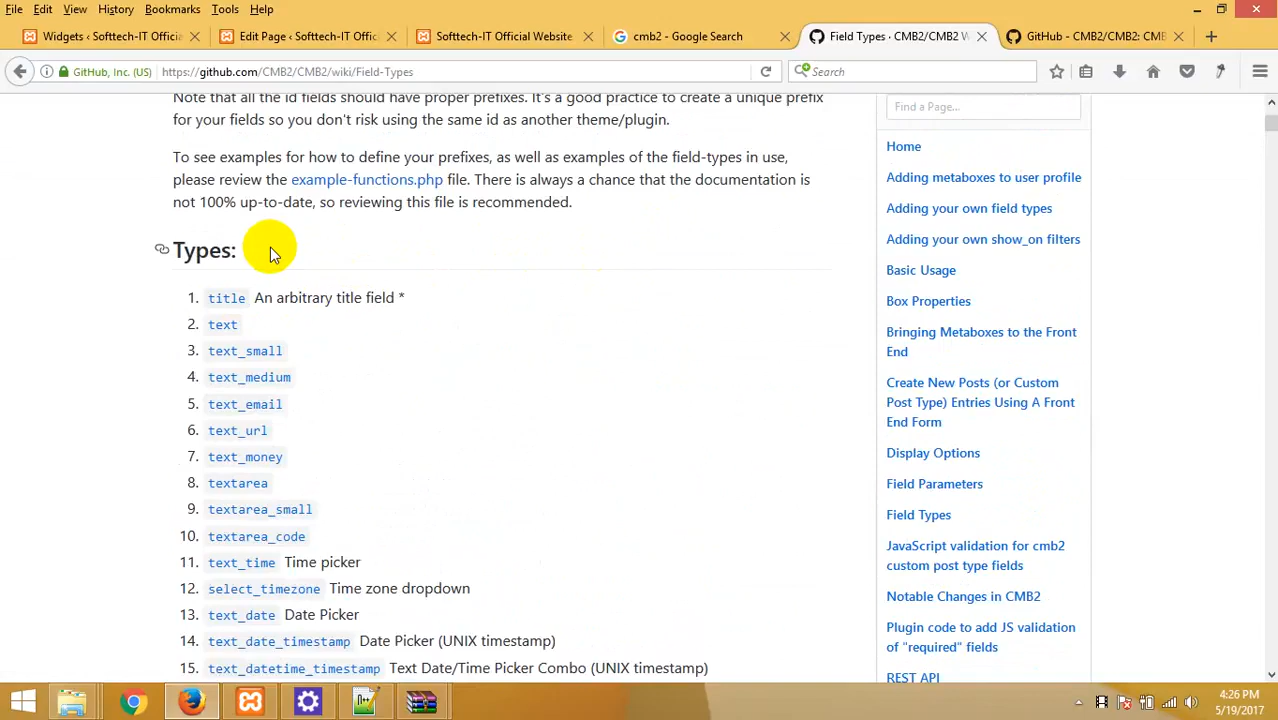 File Edit View History Bookmarks Tools Help
Widgets ‹ Softtech-IT Officia
Edit Page ‹ Softtech-IT Offic
Softtech-IT Official Website
cmb2 - Google Search
Field Types · CMB2/CMB2 W
GitHub - CMB2/CMB2: CMB
GitHub, Inc. (US)
https://github.com/CMB2/CMB2/wiki/Field-Types
Search
Note that all the id fields should have proper prefixes. It's a good practice to create a unique prefix
for your fields so you don't risk using the same id as another theme/plugin.
To see examples for how to define your prefixes, as well as examples of the field-types in use,
please review the example-functions.php file. There is always a chance that the documentation is
not 100% up-to-date, so reviewing this file is recommended.
Types:
1. title An arbitrary title field *
2. text
3. text_small
4. text_medium
5. text_email
6. text_url
7. text_money
8. textarea
9. textarea_small
10. textarea_code
11. text_time Time picker
12. select_timezone Time zone dropdown
13. text_date Date Picker
14. text_date_timestamp Date Picker (UNIX timestamp)
15. text_datetime_timestamp Text Date/Time Picker Combo (UNIX timestamp)
Find a Page...
Home
Adding metaboxes to user profile
Adding your own field types
Adding your own show_on filters
Basic Usage
Box Properties
Bringing Metaboxes to the Front
End
Create New Posts (or Custom
Post Type) Entries Using A Front
End Form
Display Options
Field Parameters
Field Types
JavaScript validation for cmb2
custom post type fields
Notable Changes in CMB2
Plugin code to add JS validation
of "required" fields
REST API
4:26 PM
5/19/2017